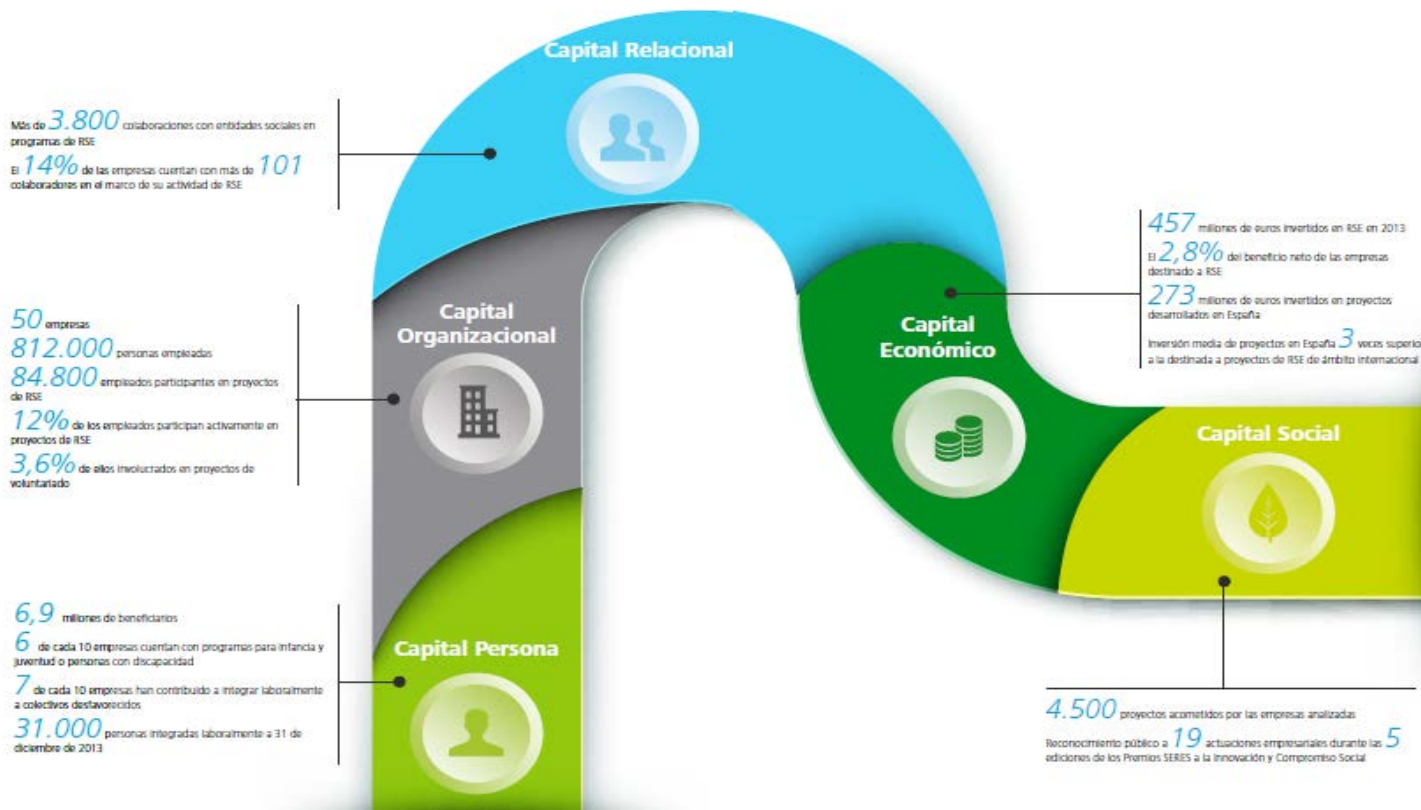 Capital Relacional
Más de 3.800 colaboraciones con entidades sociales en
programas de RSE
El 14% de las empresas cuentan con más de 101
colaboradores en el marco de su actividad de RSE
457 millones de euros invertidos en RSE en 2013
El 2,8% del beneficio neto de las empresas
destinado a RSE
273 millones de euros invertidos en proyectos
desarrollados en España
Inversión media de proyectos en España 3 veces superio
a la destinada a proyectos de RSE de ámbito internacional
Capital
Organizacional
50 empresas
812.000 personas empleadas
84.800 empleados participantes en proyectos
de RSE
12% de los empleados participan activamente en
proyectos de RSE
3,6% de ellos involucrados en proyectos de
voluntariado
Capital
Económico
Capital Social
6,9 millones de beneficiarios
6 de cada 10 empresas cuentan con programas para infancia y
juventud o personas con discapacidad
7 de cada 10 empresas han contribuido a integrar laboralmente
a colectivos desfavorecidos
31.000 personas integradas laboralmente a 31 de
diciembre de 2013
Capital Persona
4.500 proyectos acometidos por las empresas analizadas
Reconocimiento público a 19 actuaciones empresariales durante las 5
ediciones de los Premios SERES a la Innovación y Compromiso Social